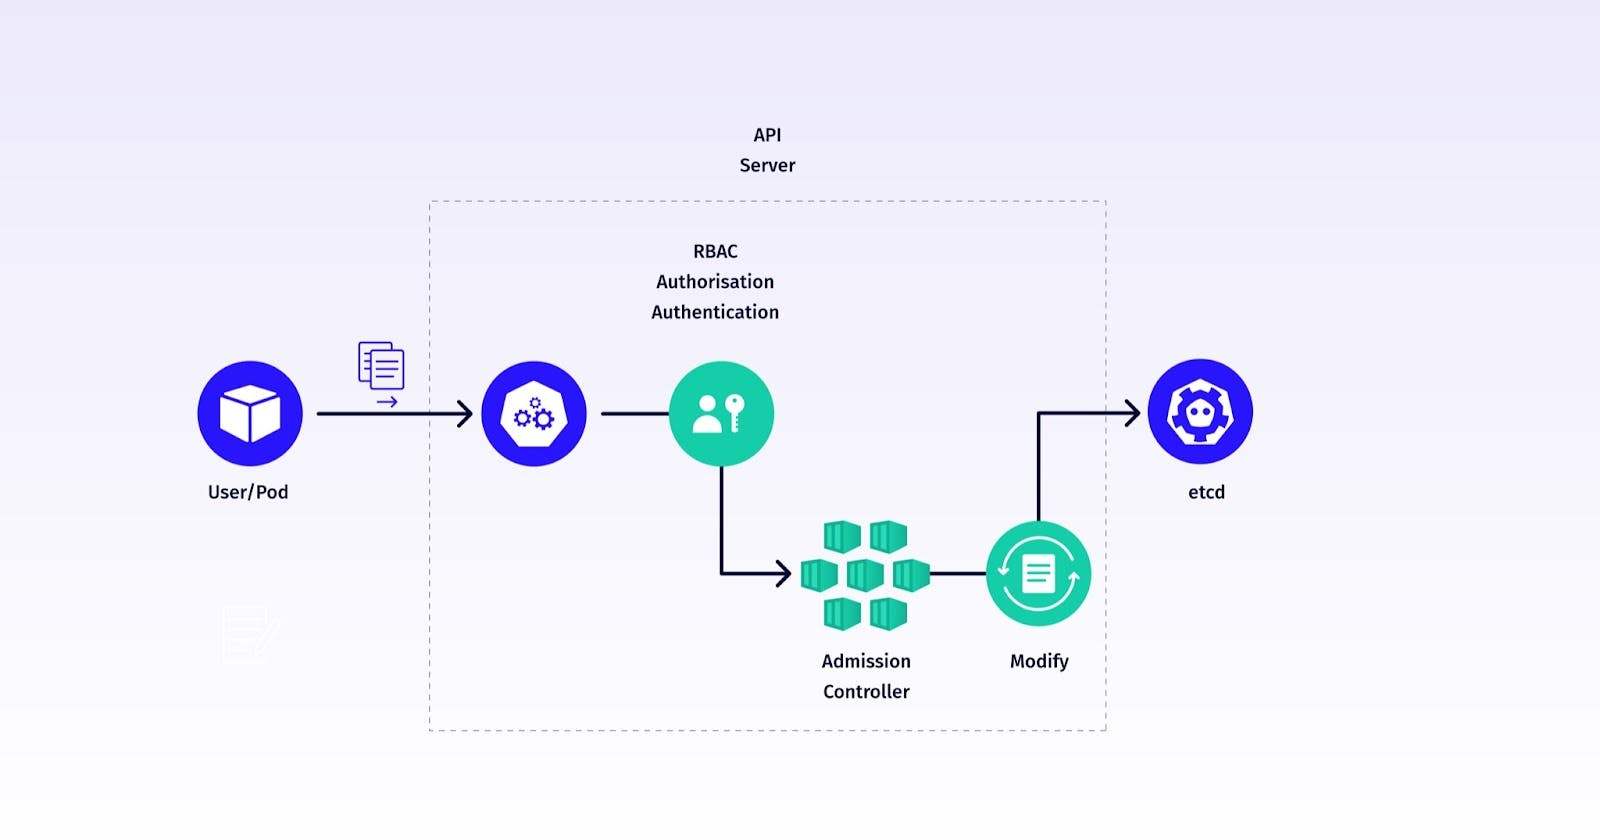 API
Server
RBAC
Authorisation
Authentication
User/Pod
etcd
Admission
Controller
Modify